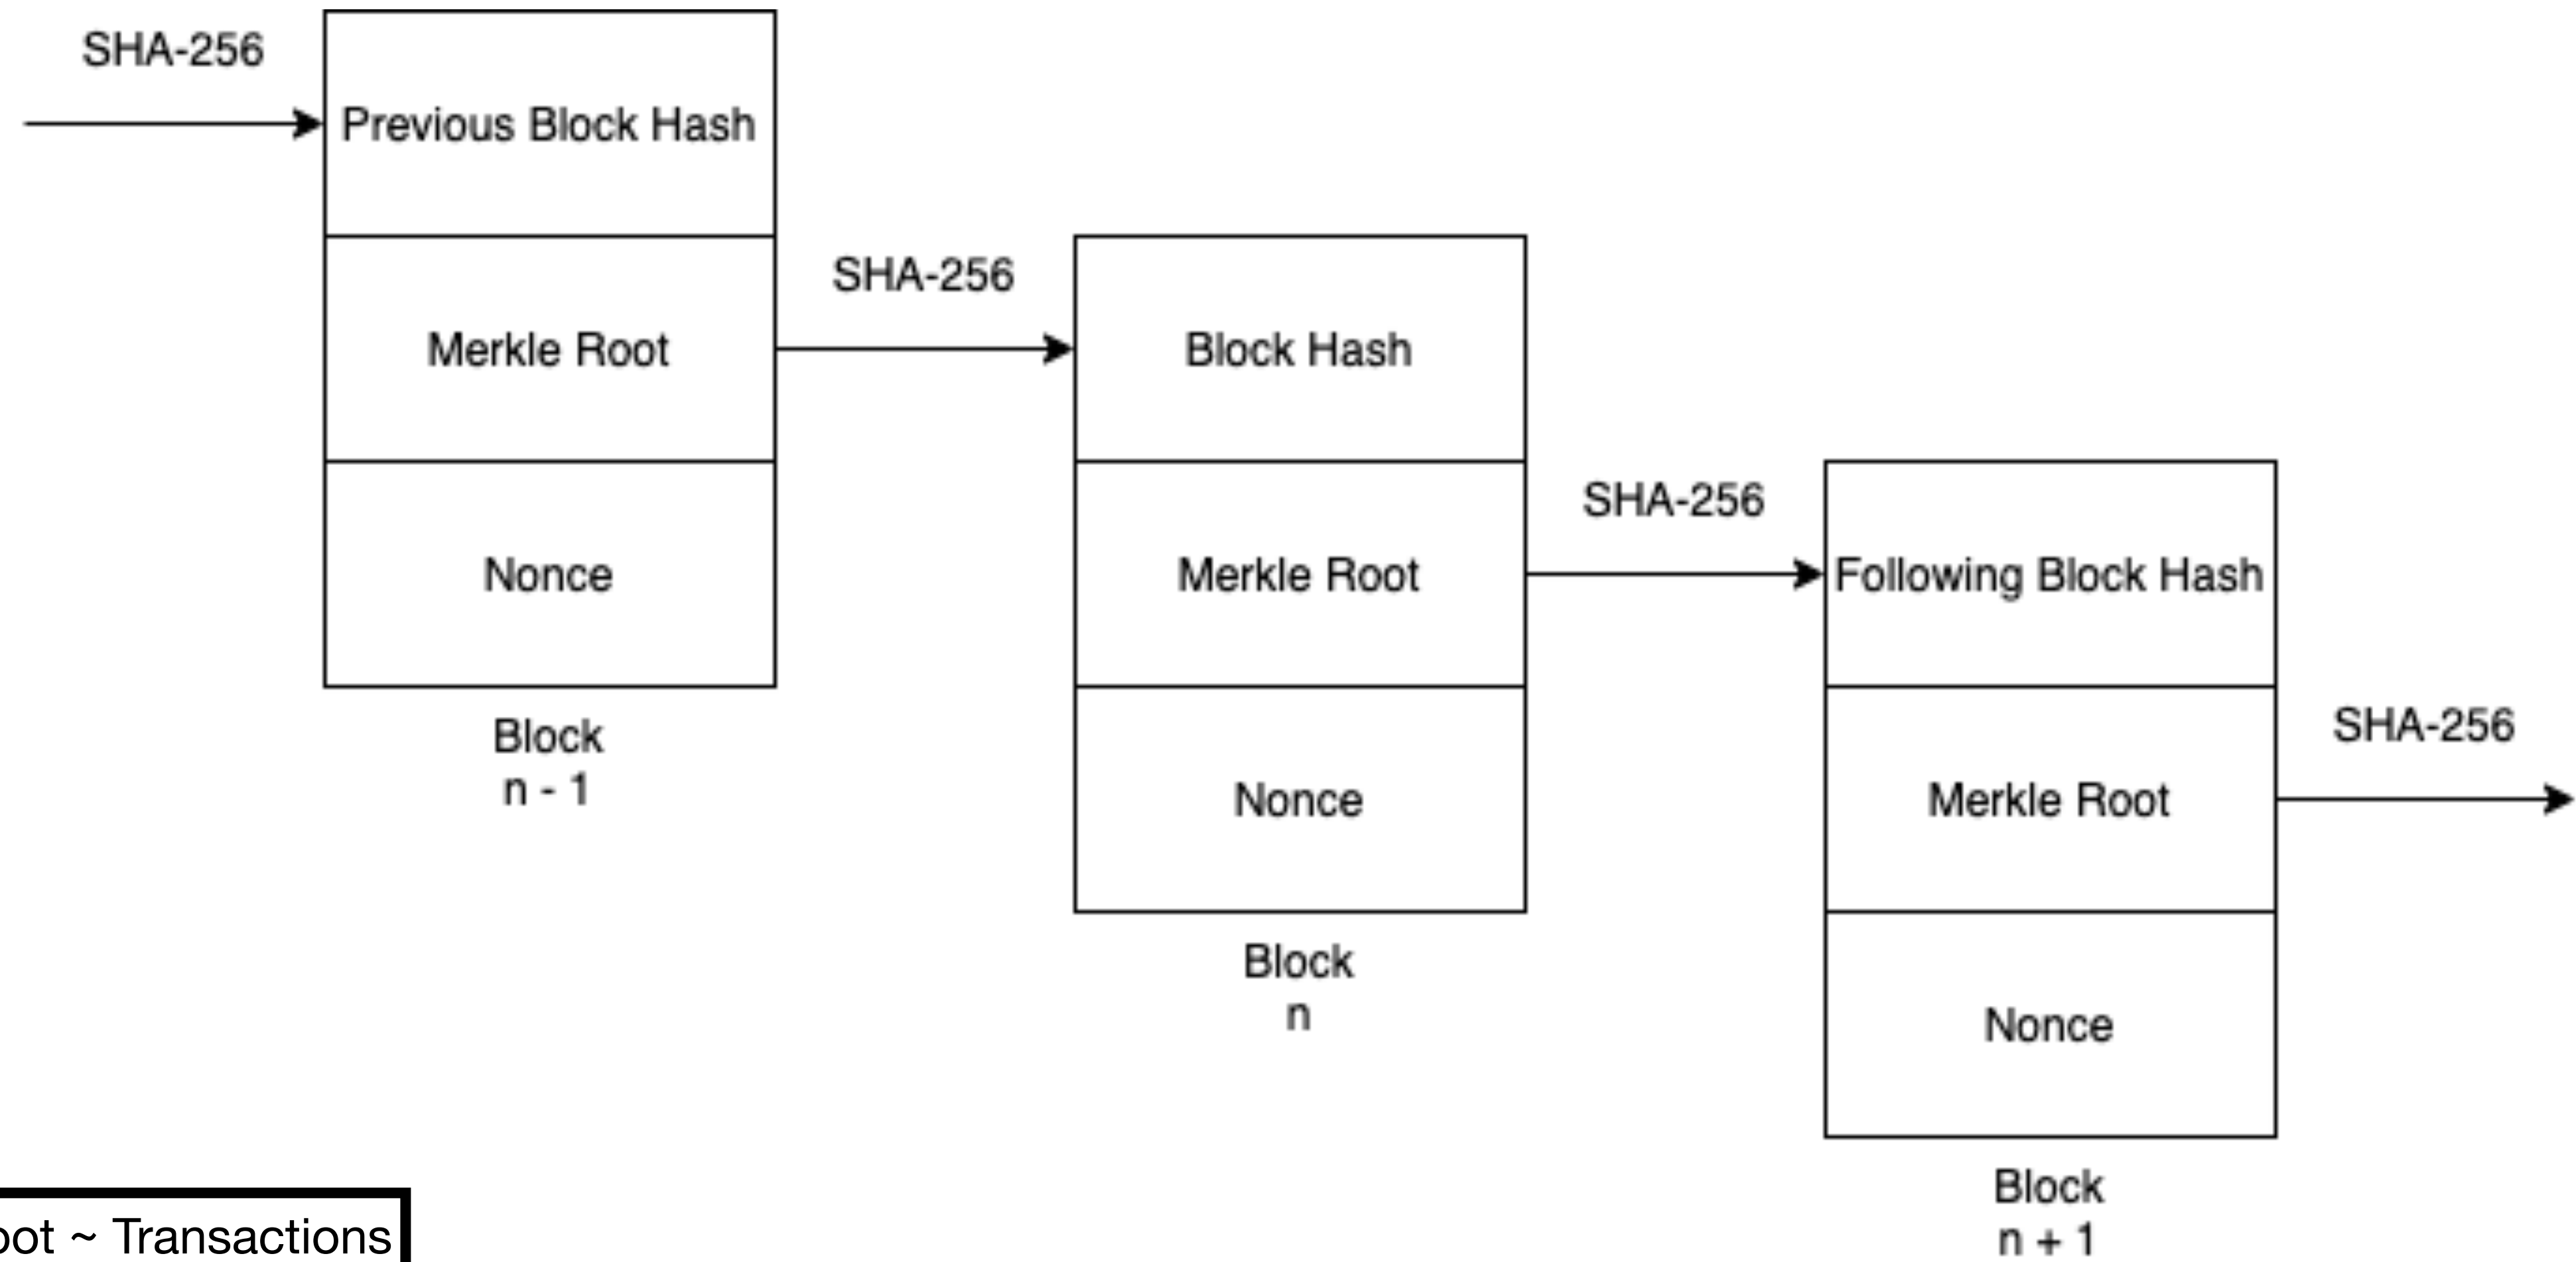 SHA-256
Previous Block Hash
Merkle Root
Nonce
Block
n - 1
SHA-256
Block Hash
Merkle Root
Nonce
Block
n
SHA-256
Following Block Hash
Merkle Root
Nonce
Block
n + 1
SHA-256
~ Transactions